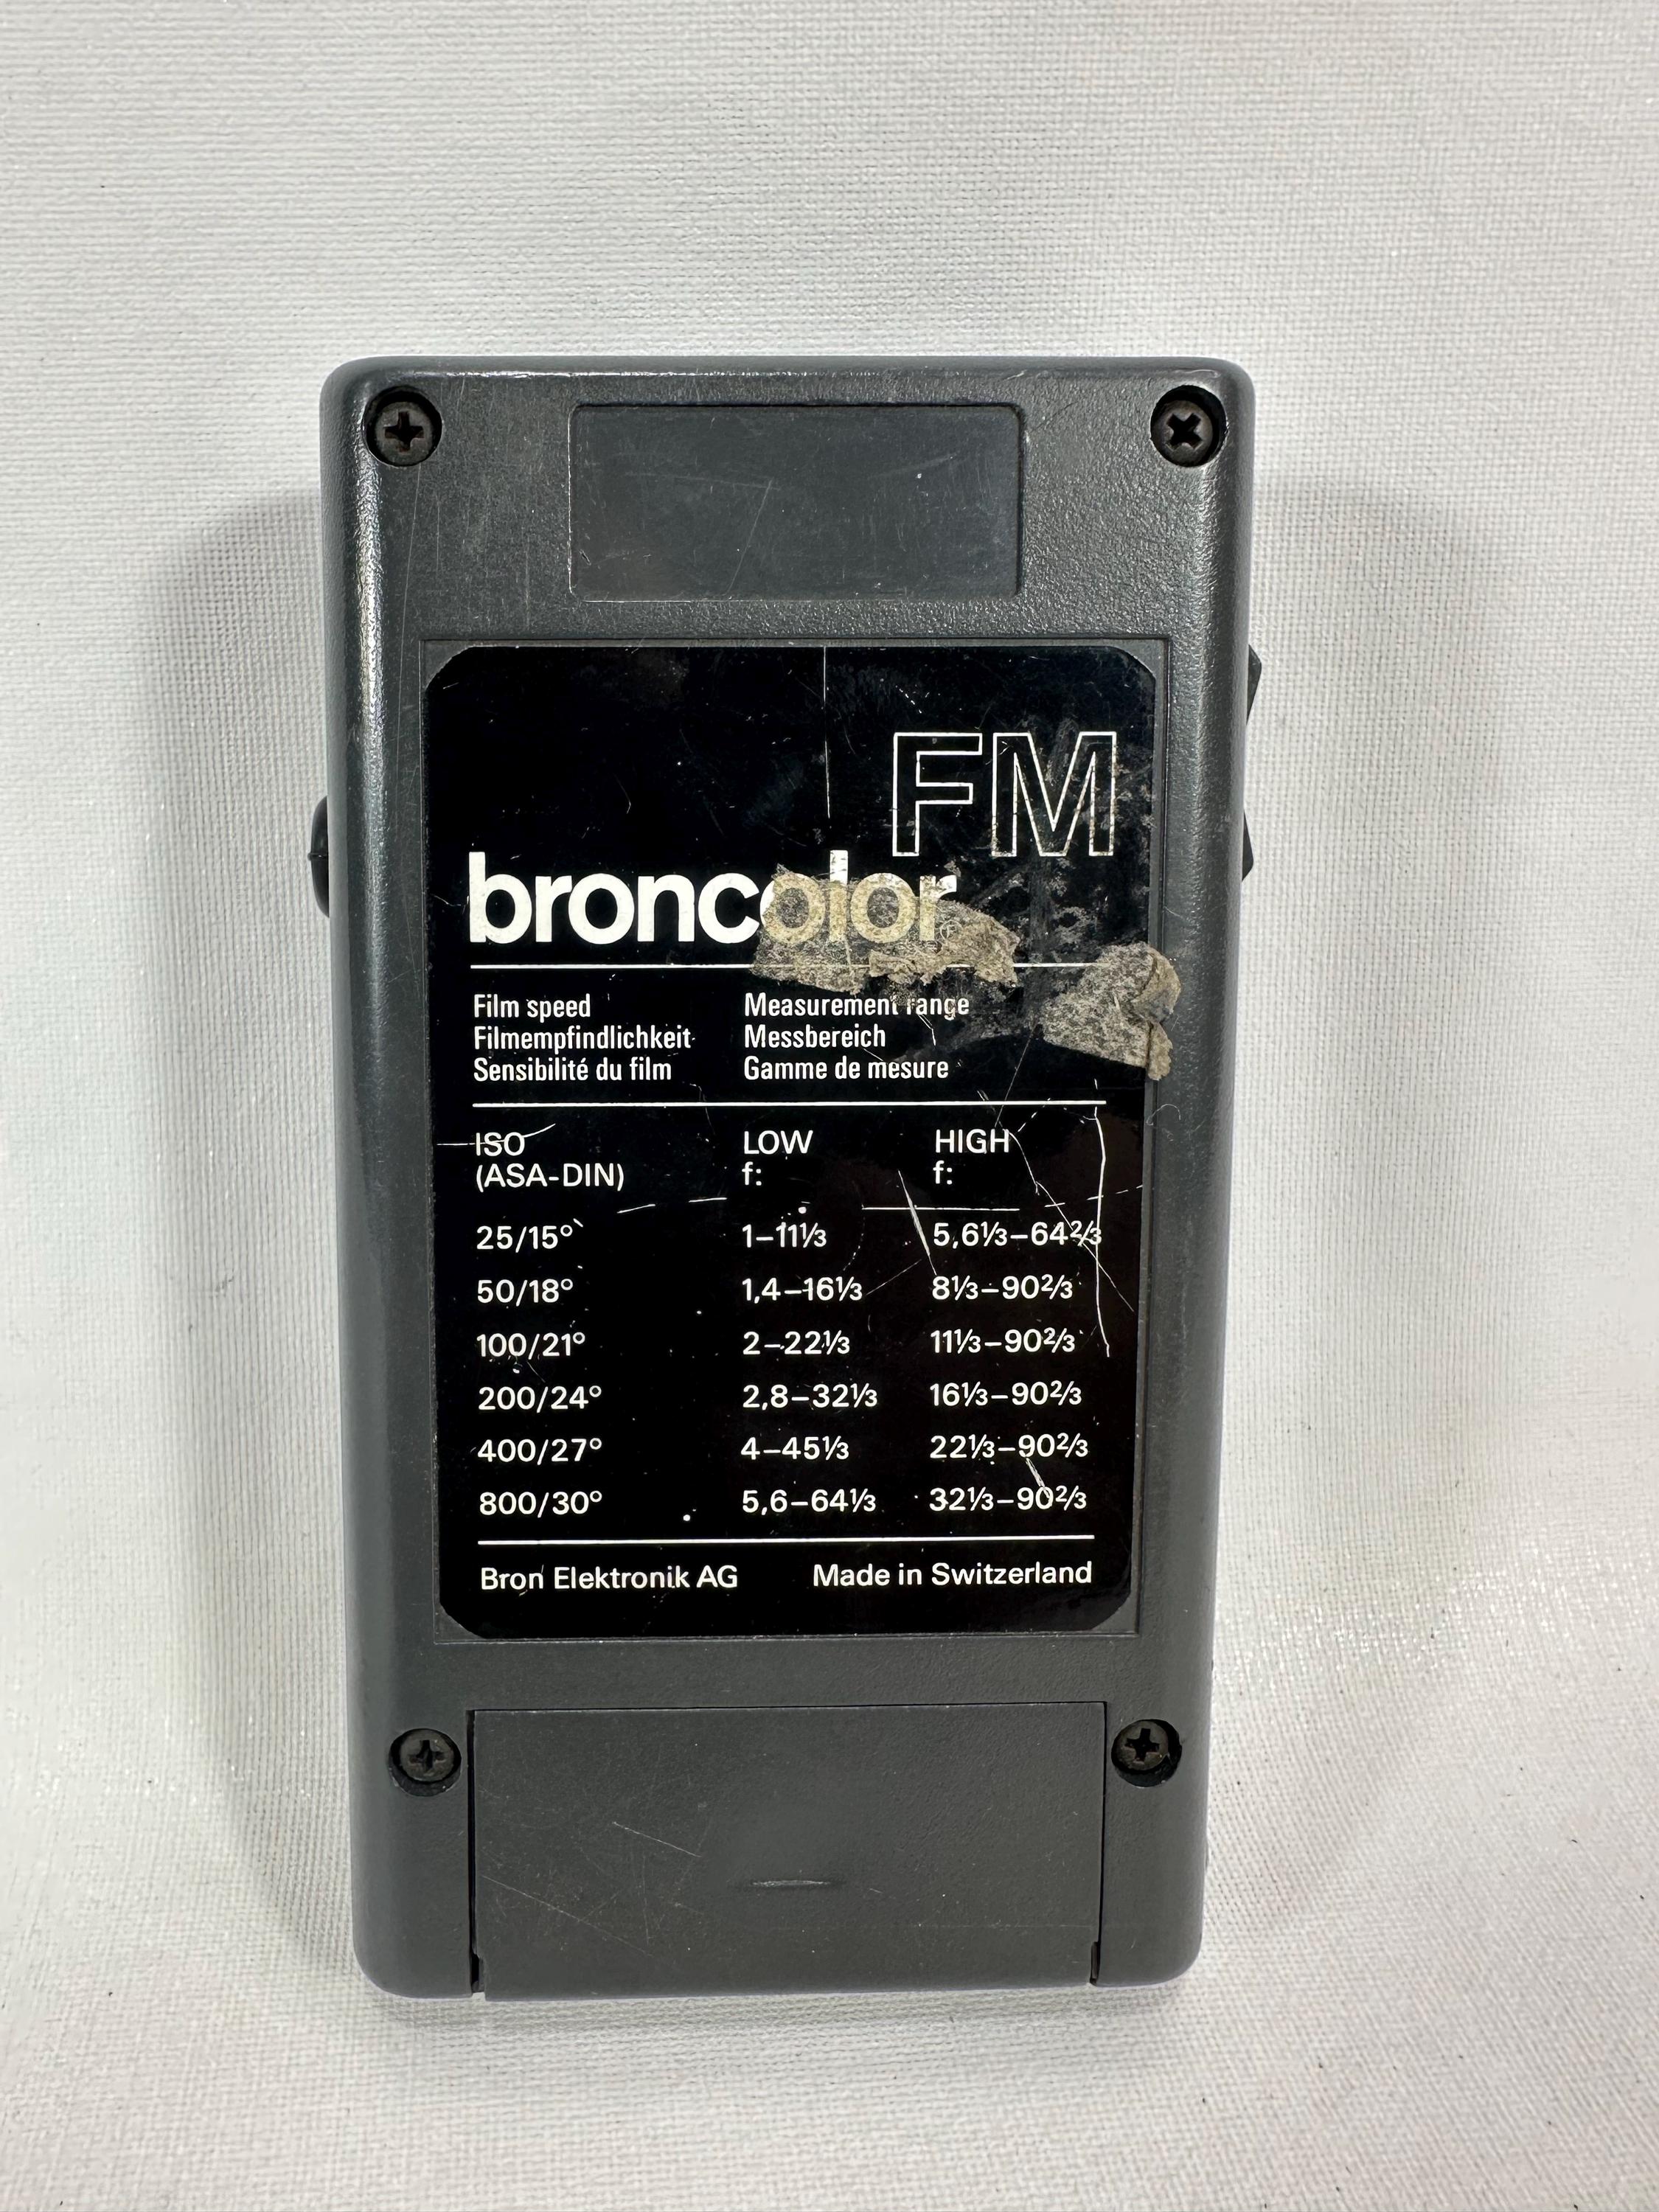 FM
broncolor®
Film speed Measurement range
Filmempfindlichkeit Messbereich
Sensibilité du film Gamme de mesure
ISO LOW HIGH
(ASA-DIN) f: f:
25/15° 1–11⅓ 5,6⅓–64⅔
50/18° 1,4–16⅓ 8⅓–90⅔
100/21° 2–22⅓ 11⅓–90⅔
200/24° 2,8–32⅓ 16⅓–90⅔
400/27° 4–45⅓ 22⅓–90⅔
800/30° 5,6–64⅓ 32⅓–90⅔
Bron Elektronik AG Made in Switzerland